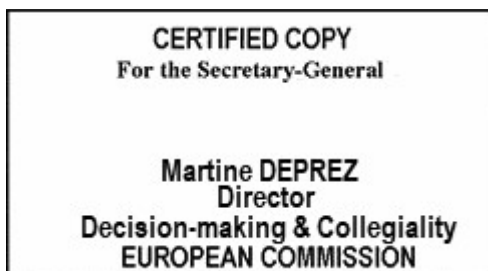 CERTIFIED COPY
For the Secretary-General
Martine DEPREZ
Director
Decision-making & Collegiality
EUROPEAN COMMISSION